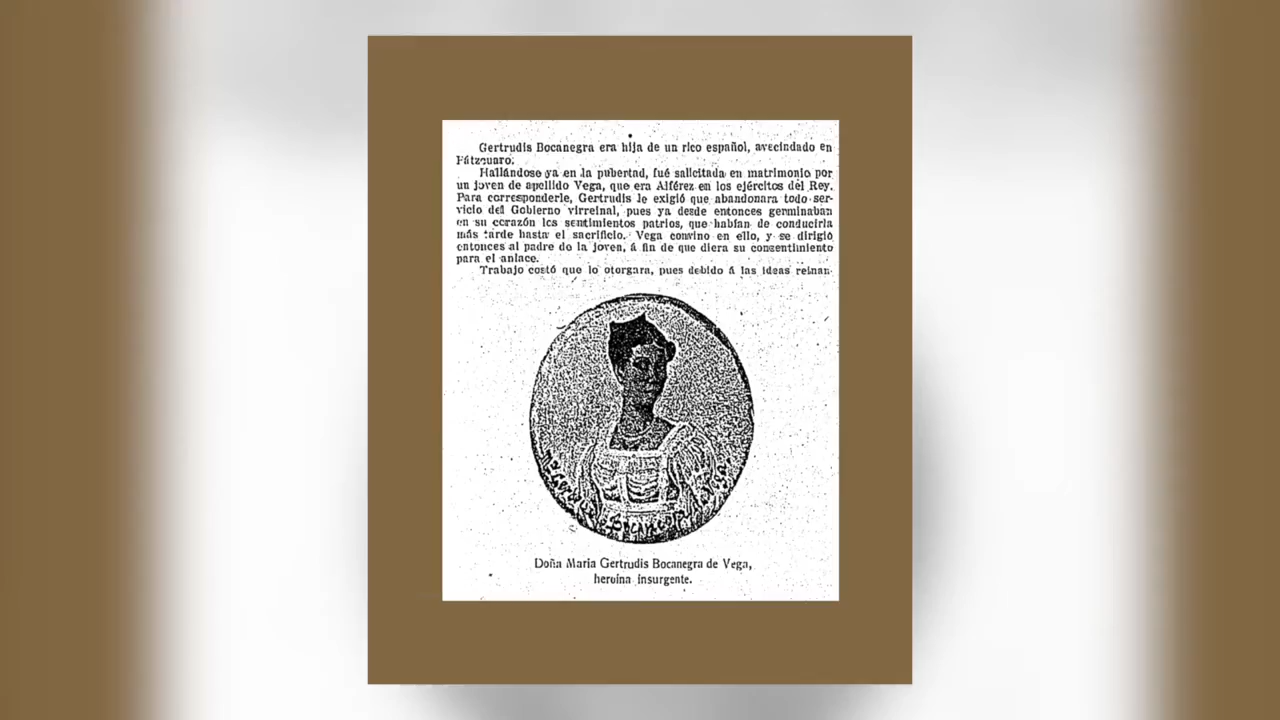 Gertrudis Bocanegra era hija de un rico español, avecindado en
Pátzcuaro.
Hallándose ya en la pubertad, fué salicitada en matrimonio por
un joven de apellido Vega, que era Alférez en los ejércitos del Rey.
Para corresponderle, Gertrudis le exigió que abandonara todo ser-
vicio del Gobierno virreinal, pues ya desde entonces germinaban
en su corazón los sentimientos patrios, que habían de conducirla
más tarde hasta el sacrificio. Vega convino en ello, y se dirigió
entonces al padre de la joven, á fin de que diera su consentimiento
para el enlace.
Trabajo costó que lo otorgara, pues debido á las ideas reinan-
Bocanegra
Doña María Gertrudis Bocanegra de Vega,
heroína insurgente.